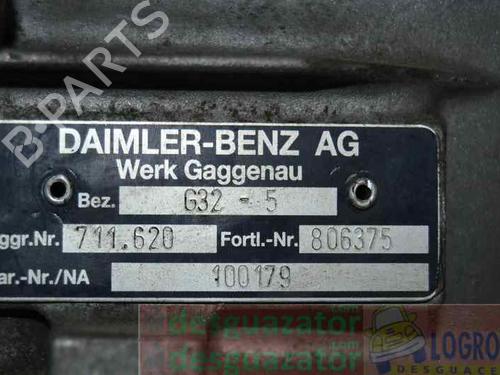 B-PARTS
DAIMLER-BENZ AG
Werk Gaggenau
Bez. G32 - 5
ggr.Nr. 711.620 Fortl.-Nr. 806375
ar.-Nr./NA 100179
desguazator
desguazator
LOGRO
DESGUACE